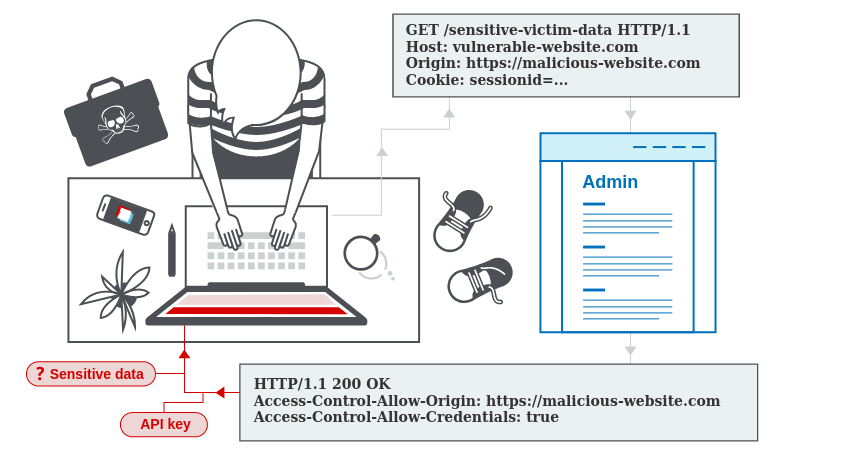 GET /sensitive-victim-data HTTP/1.1
Host: vulnerable-website.com
Origin: https://malicious-website.com
Cookie: sessionid=...
Admin
? Sensitive data
API key
HTTP/1.1 200 OK
Access-Control-Allow-Origin: https://malicious-website.com
Access-Control-Allow-Credentials: true